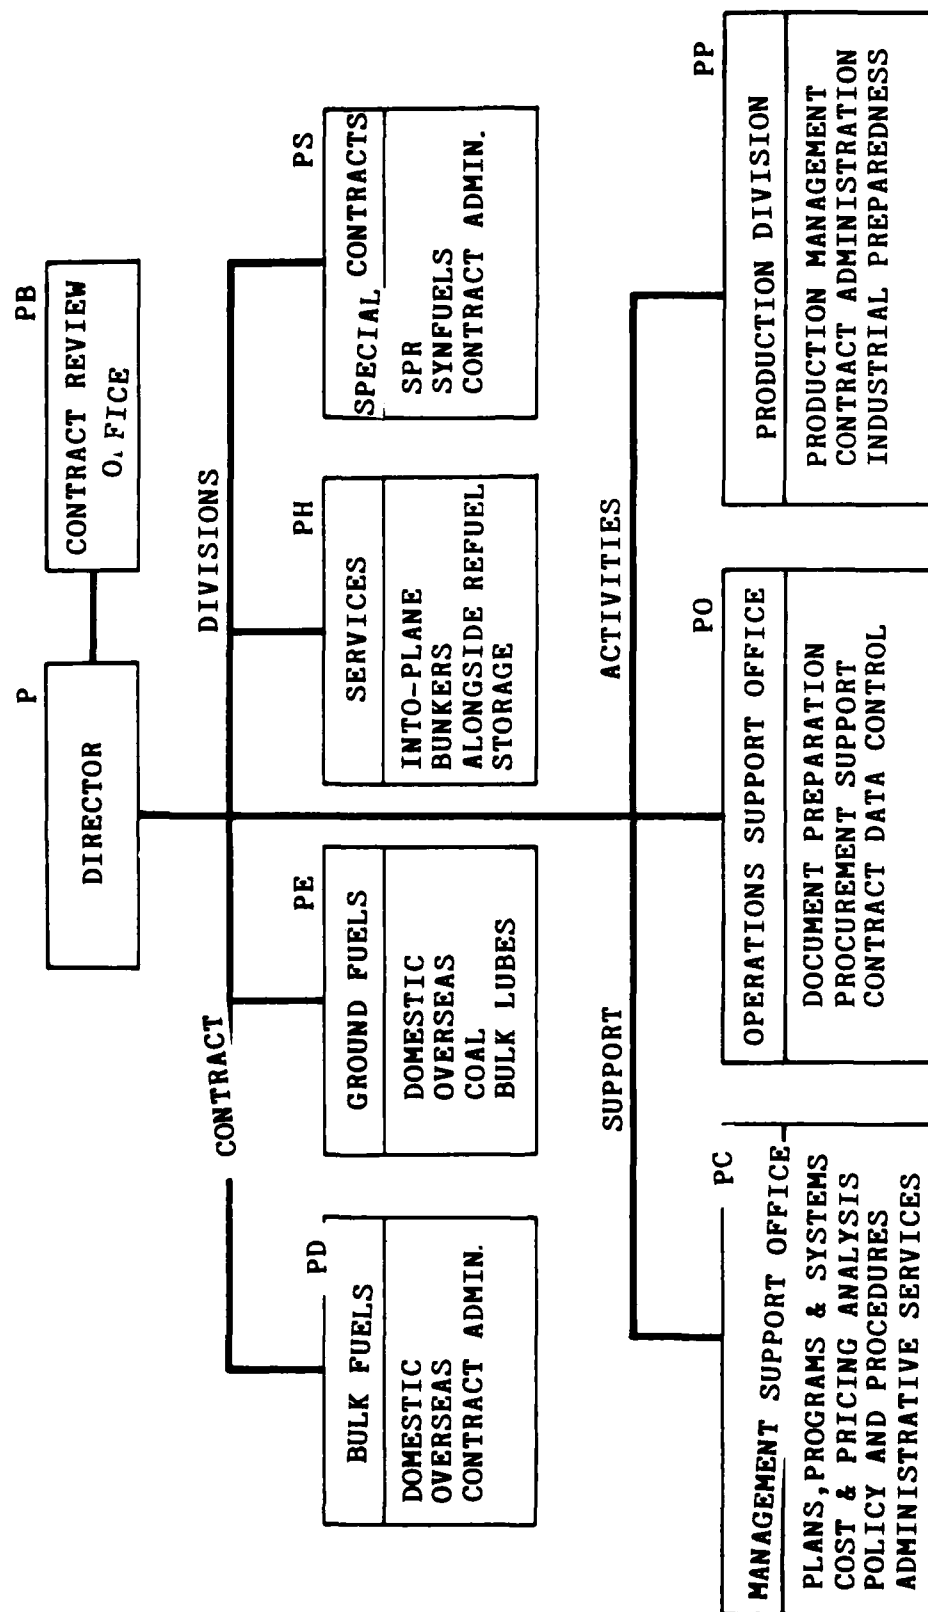 P
DIRECTOR
PB
CONTRACT REVIEW
O.FICE
CONTRACT DIVISIONS
PD
BULK FUELS
DOMESTIC
OVERSEAS
CONTRACT ADMIN.
PE
GROUND FUELS
DOMESTIC
OVERSEAS
COAL
BULK LUBES
PH
SERVICES
INTO-PLANE
BUNKERS
ALONGSIDE REFUEL
STORAGE
PS
SPECIAL CONTRACTS
SPR
SYNFUELS
CONTRACT ADMIN.
SUPPORT ACTIVITIES
PC
MANAGEMENT SUPPORT OFFICE
PLANS,PROGRAMS & SYSTEMS
COST & PRICING ANALYSIS
POLICY AND PROCEDURES
ADMINISTRATIVE SERVICES
PO
OPERATIONS SUPPORT OFFICE
DOCUMENT PREPARATION
PROCUREMENT SUPPORT
CONTRACT DATA CONTROL
PP
PRODUCTION DIVISION
PRODUCTION MANAGEMENT
CONTRACT ADMINISTRATION
INDUSTRIAL PREPAREDNESS